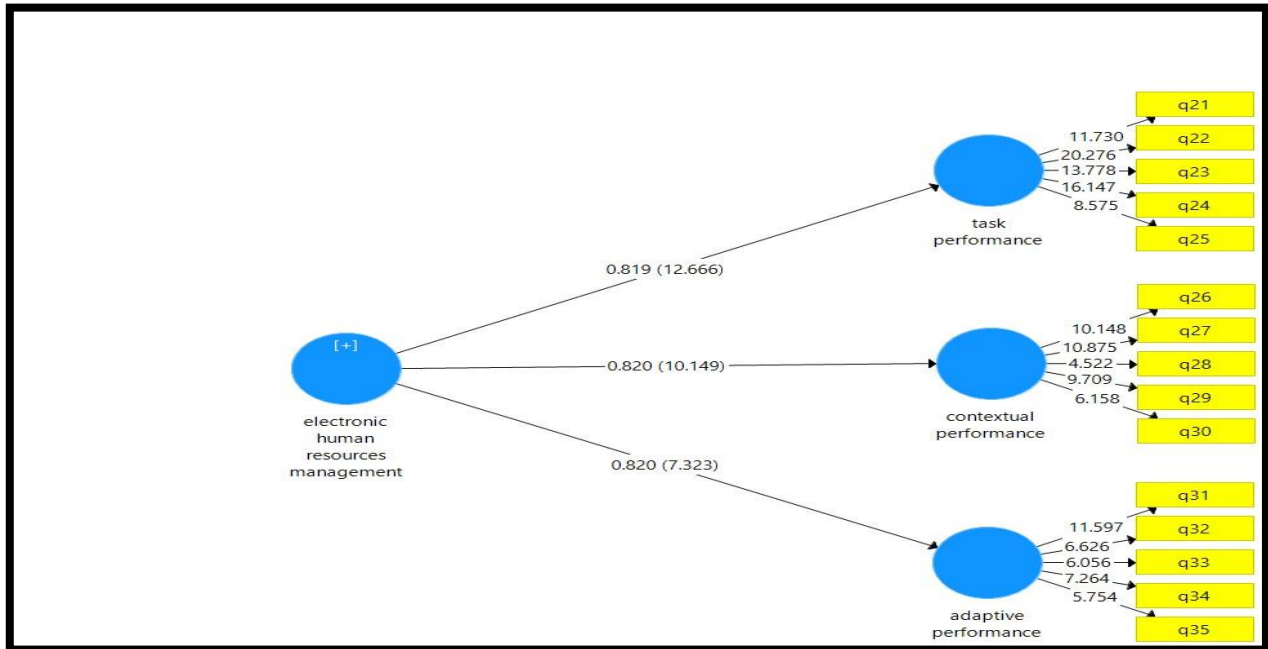 q21
11.730
q22
20.276
13.778
q23
16.147
q24
8.575
task
performance
q25
0.819 (12.666)
q26
10.148
q27
10.875
[+]
4.522
q28
0.820 (10.149)
9.709
q29
6.158
electronic
human
resources
management
contextual
performance
q30
0.820 (7.323)
q31
11.597
q32
6.626
6.056
q33
7.264
q34
5.754
adaptive
performance
q35